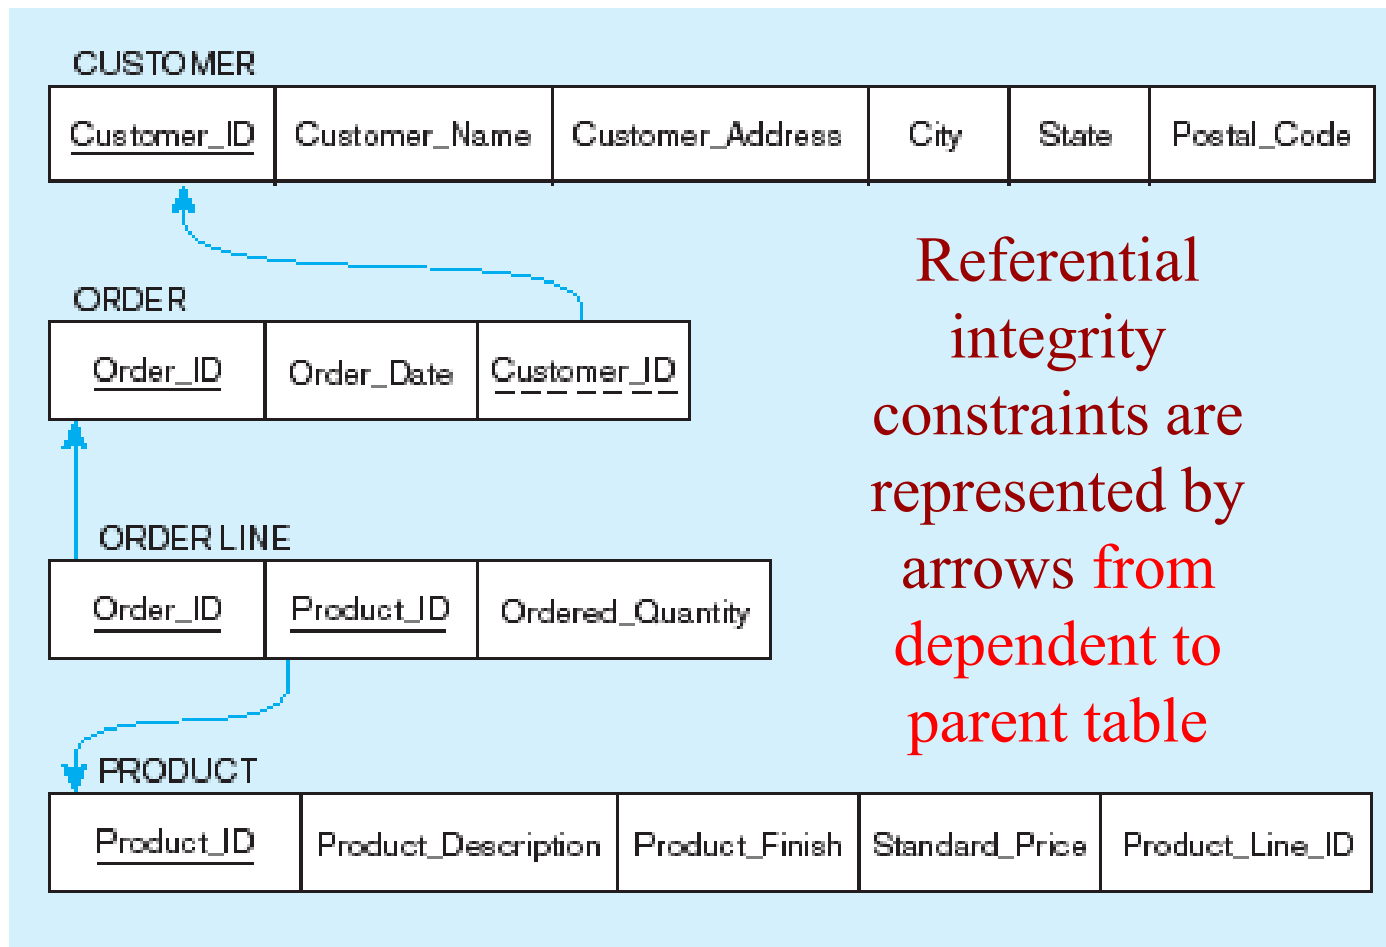 CUSTOMER
Customer_ID Customer_Name Customer_Address City State Postal_Code
ORDER
Order_ID Order_Date Customer_ID
ORDER LINE
Order_ID Product_ID Ordered_Quantity
PRODUCT
Product_ID Product_Description Product_Finish Standard_Price Product_Line_ID
Referential
integrity
constraints are
represented by
arrows from
dependent to
parent table